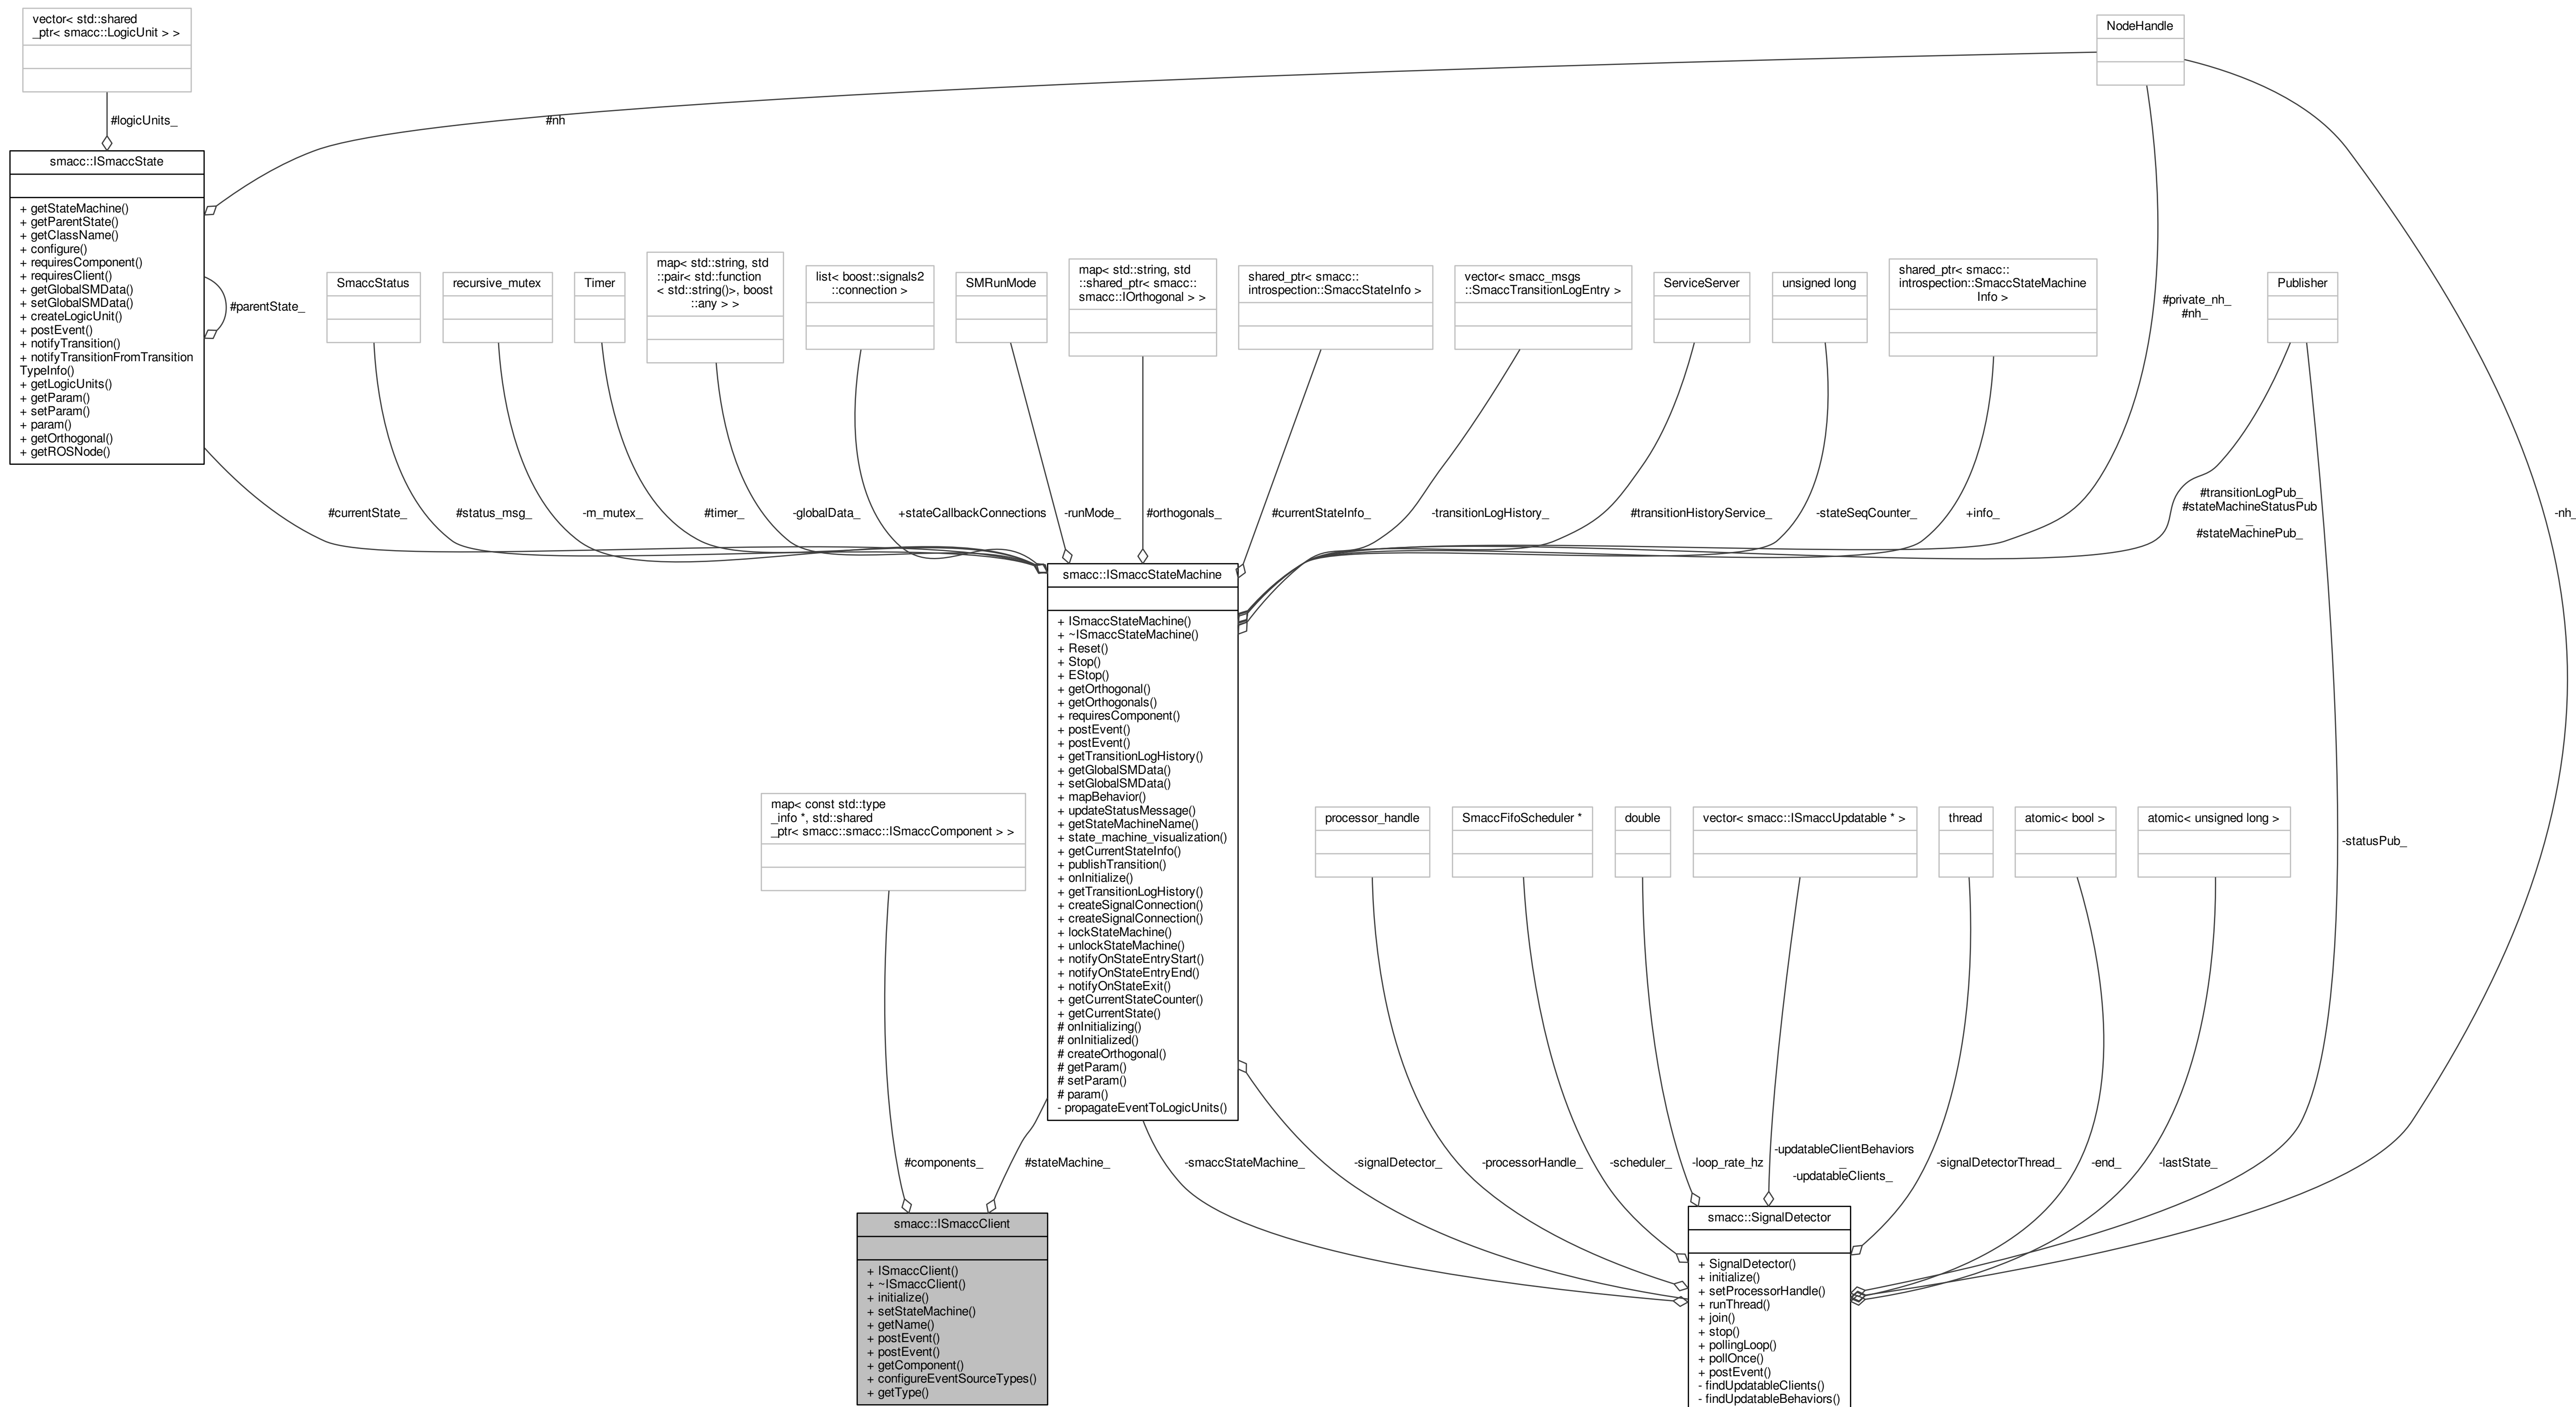 vector< std::shared
_ptr< smacc::LogicUnit > >
NodeHandle
#logicUnits_
#nh
smacc::ISmaccState
+ getStateMachine()
+ getParentState()
+ getClassName()
+ configure()
+ requiresComponent()
+ requiresClient()
+ getGlobalSMData()
+ setGlobalSMData()
+ createLogicUnit()
+ postEvent()
+ notifyTransition()
+ notifyTransitionFromTransition
TypeInfo()
+ getLogicUnits()
+ getParam()
+ setParam()
+ param()
+ getOrthogonal()
+ getROSNode()
#parentState_
SmaccStatus
recursive_mutex
Timer
map< std::string, std
::pair< std::function
< std::string()>, boost
::any > >
list< boost::signals2
::connection >
SMRunMode
map< std::string, std
::shared_ptr< smacc::
smacc::IOrthogonal > >
shared_ptr< smacc::
introspection::SmaccStateInfo >
vector< smacc_msgs
::SmaccTransitionLogEntry >
ServiceServer
unsigned long
shared_ptr< smacc::
introspection::SmaccStateMachine
Info >
#private_nh_
#nh_
Publisher
#currentState_
#status_msg_
-m_mutex_
#timer_
-globalData_
+stateCallbackConnections
-runMode_
#orthogonals_
#currentStateInfo_
-transitionLogHistory_
#transitionHistoryService_
-stateSeqCounter_
+info_
#transitionLogPub_
#stateMachineStatusPub
_
#stateMachinePub_
-nh_
smacc::ISmaccStateMachine
+ ISmaccStateMachine()
+ ~ISmaccStateMachine()
+ Reset()
+ Stop()
+ EStop()
+ getOrthogonal()
+ getOrthogonals()
+ requiresComponent()
+ postEvent()
+ postEvent()
+ getTransitionLogHistory()
+ getGlobalSMData()
+ setGlobalSMData()
+ mapBehavior()
+ updateStatusMessage()
+ getStateMachineName()
+ state_machine_visualization()
+ getCurrentStateInfo()
+ publishTransition()
+ onInitialize()
+ getTransitionLogHistory()
+ createSignalConnection()
+ createSignalConnection()
+ lockStateMachine()
+ unlockStateMachine()
+ notifyOnStateEntryStart()
+ notifyOnStateEntryEnd()
+ notifyOnStateExit()
+ getCurrentStateCounter()
+ getCurrentState()
# onInitializing()
# onInitialized()
# createOrthogonal()
# getParam()
# setParam()
# param()
- propagateEventToLogicUnits()
map< const std::type
_info *, std::shared
_ptr< smacc::smacc::ISmaccComponent > >
processor_handle
SmaccFifoScheduler *
double
vector< smacc::ISmaccUpdatable * >
thread
atomic< bool >
atomic< unsigned long >
-statusPub_
#components_
#stateMachine_
-smaccStateMachine_
-signalDetector_
-processorHandle_
-scheduler_
-loop_rate_hz
-updatableClientBehaviors
_
-updatableClients_
-signalDetectorThread_
-end_
-lastState_
smacc::ISmaccClient
+ ISmaccClient()
+ ~ISmaccClient()
+ initialize()
+ setStateMachine()
+ getName()
+ postEvent()
+ postEvent()
+ getComponent()
+ configureEventSourceTypes()
+ getType()
smacc::SignalDetector
+ SignalDetector()
+ initialize()
+ setProcessorHandle()
+ runThread()
+ join()
+ stop()
+ pollingLoop()
+ pollOnce()
+ postEvent()
- findUpdatableClients()
- findUpdatableBehaviors()